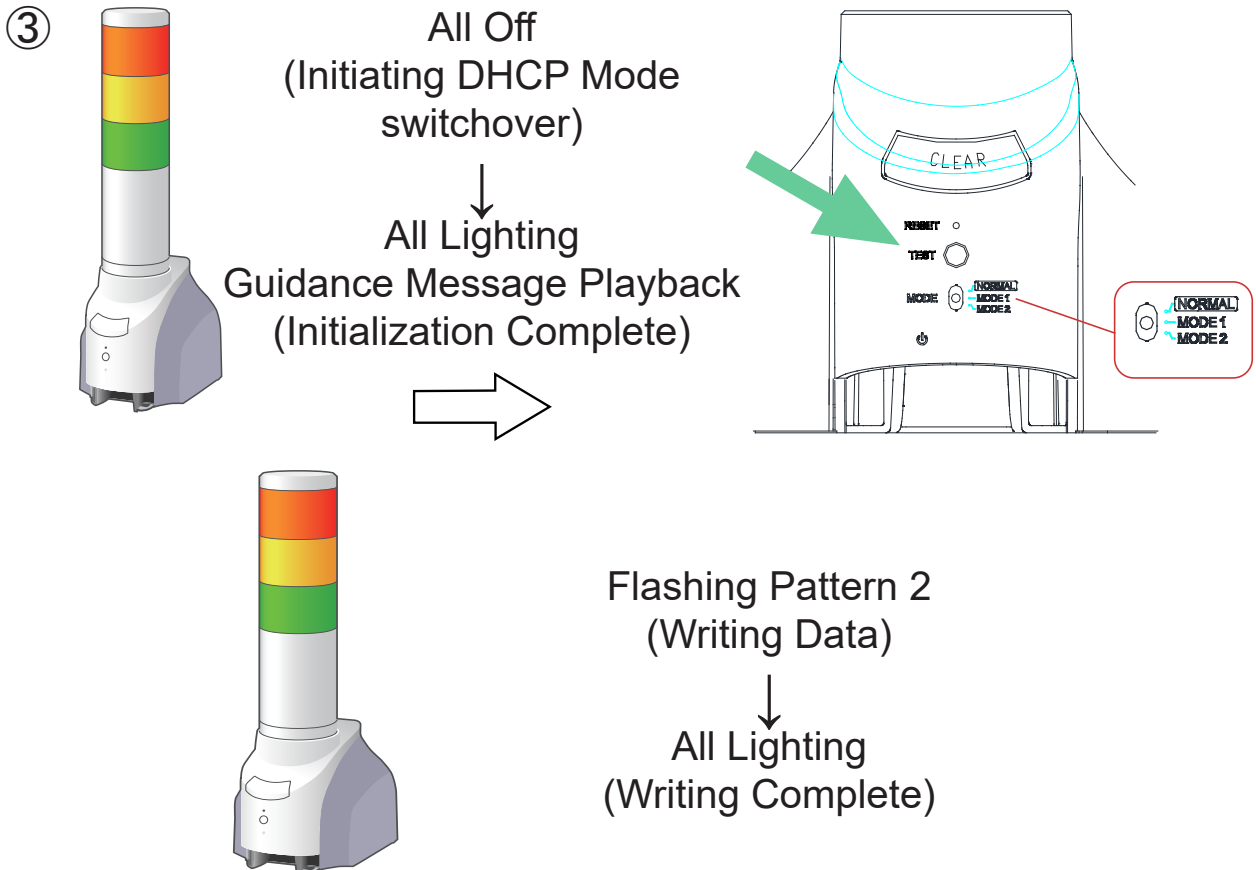 ③
All Off
(Initiating DHCP Mode
switchover)
↓
All Lighting
Guidance Message Playback
(Initialization Complete)
CLEAR
RESET
TEST
MODE
NORMAL
MODE 1
MODE 2
NORMAL
MODE 1
MODE 2
Flashing Pattern 2
(Writing Data)
↓
All Lighting
(Writing Complete)